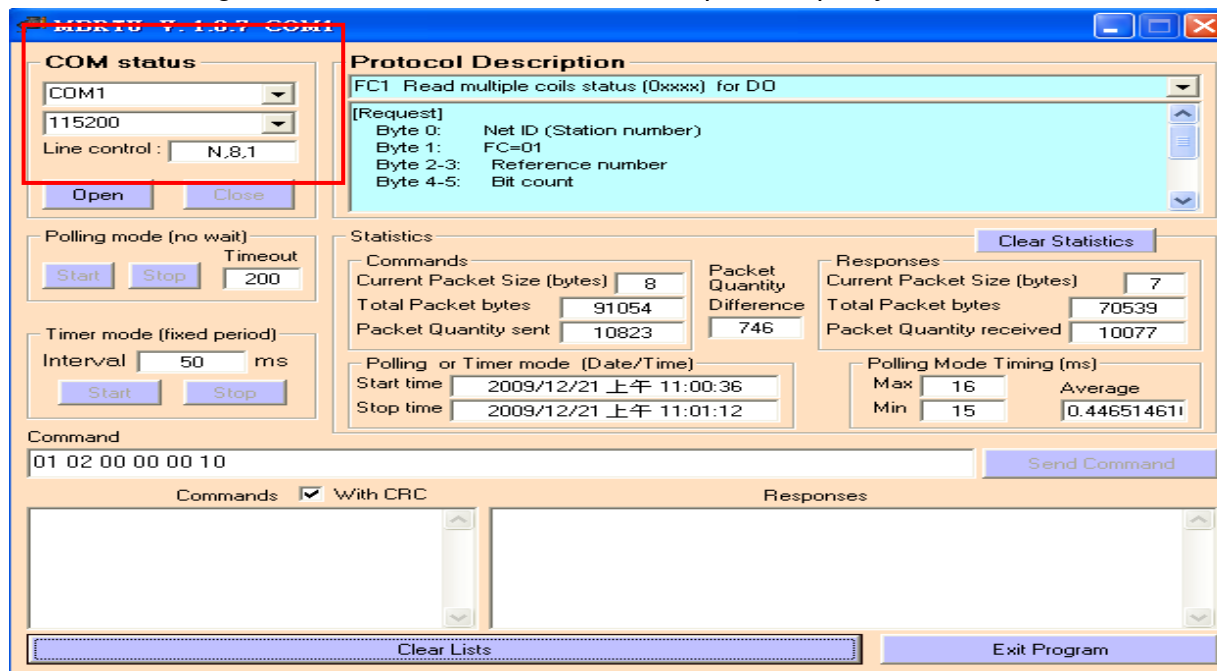 MBRTU V. 1.8.7 COM1
COM status
COM1
115200
Line control : N,8,1
Open Close
Protocol Description
FC1 Read multiple coils status (0xxxx) for DO
[Request]
Byte 0: Net ID (Station number)
Byte 1: FC=01
Byte 2-3: Reference number
Byte 4-5: Bit count
Polling mode (no wait)
Timeout
Start Stop 200
Timer mode (fixed period)
Interval 50 ms
Start Stop
Statistics
Clear Statistics
Commands
Current Packet Size (bytes) 8
Total Packet bytes 91054
Packet Quantity sent 10823
Packet
Quantity
Difference
746
Responses
Current Packet Size (bytes) 7
Total Packet bytes 70539
Packet Quantity received 10077
Polling or Timer mode (Date/Time)
Start time 2009/12/21 上午 11:00:36
Stop time 2009/12/21 上午 11:01:12
Polling Mode Timing (ms)
Max 16 Average
Min 15 0.44651461
Command
01 02 00 00 00 10
Send Command
Commands With CRC Responses
Clear Lists Exit Program